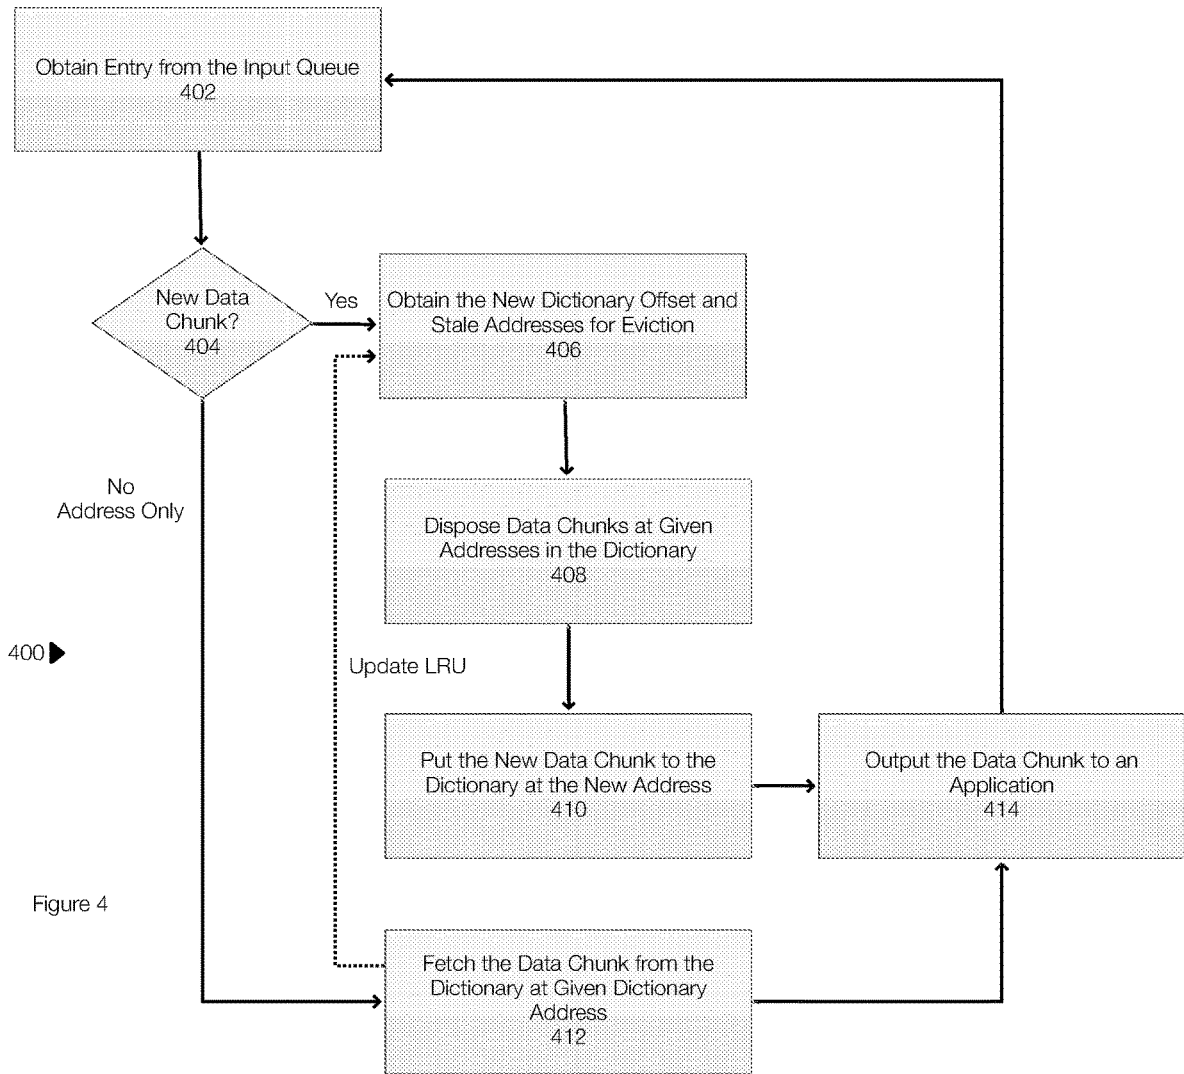 Obtain Entry from the Input Queue
402
New Data
Chunk?
404
Yes
Obtain the New Dictionary Offset and
Stale Addresses for Eviction
406
No
Address Only
Dispose Data Chunks at Given
Addresses in the Dictionary
408
400
Update LRU
Put the New Data Chunk to the
Dictionary at the New Address
410
Output the Data Chunk to an
Application
414
Figure 4
Fetch the Data Chunk from the
Dictionary at Given Dictionary
Address
412